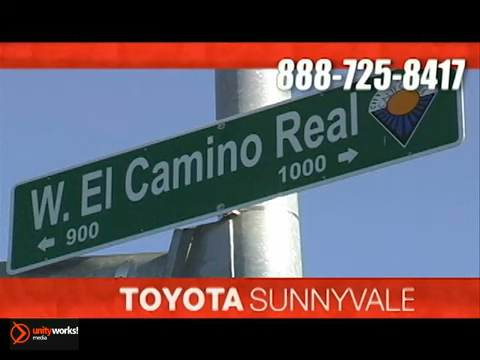 888-725-8417
W. El Camino Real
← 900
1000 →
TOYOTA SUNNYVALE
unityworks!
media